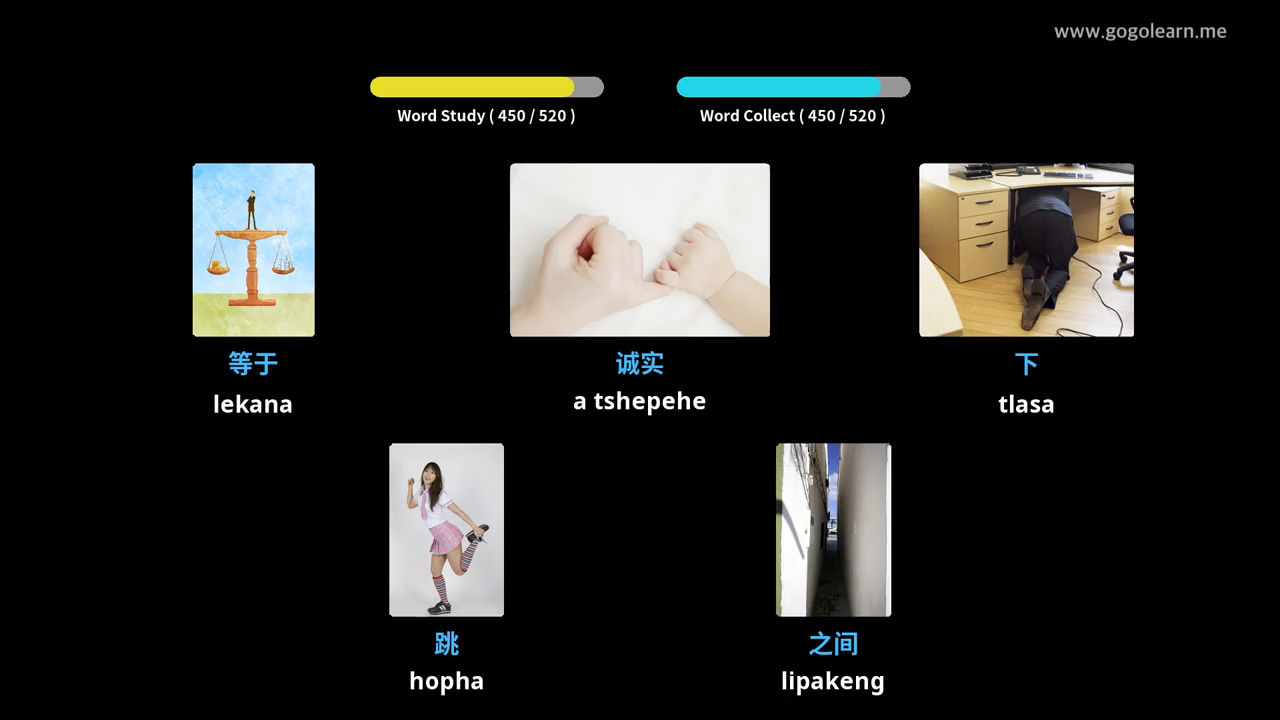 www.gogolearn.me
Word Study ( 450 / 520 )
Word Collect ( 450 / 520 )
等于
lekana
诚实
a tshepehe
下
tlasa
跳
hopha
之间
lipakeng